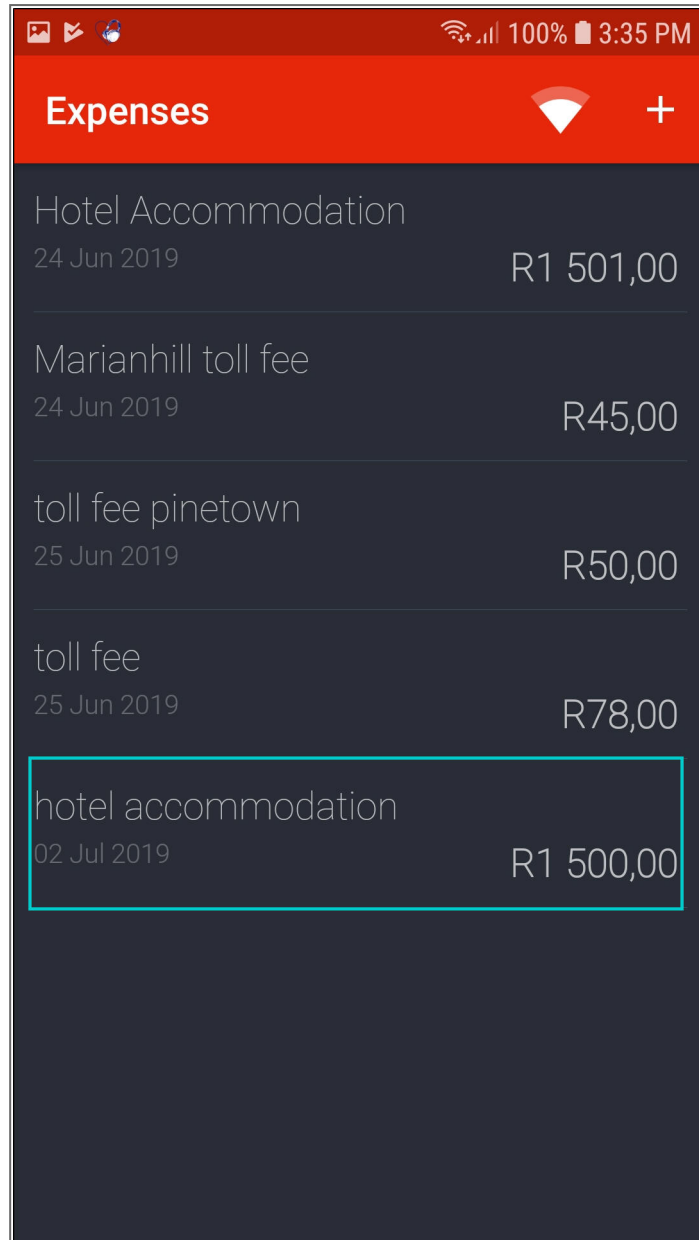 100% 3:35 PM
Expenses +
Hotel Accommodation
24 Jun 2019
R1 501,00
Marianhill toll fee
24 Jun 2019
R45,00
toll fee pinetown
25 Jun 2019
R50,00
toll fee
25 Jun 2019
R78,00
hotel accommodation
02 Jul 2019
R1 500,00